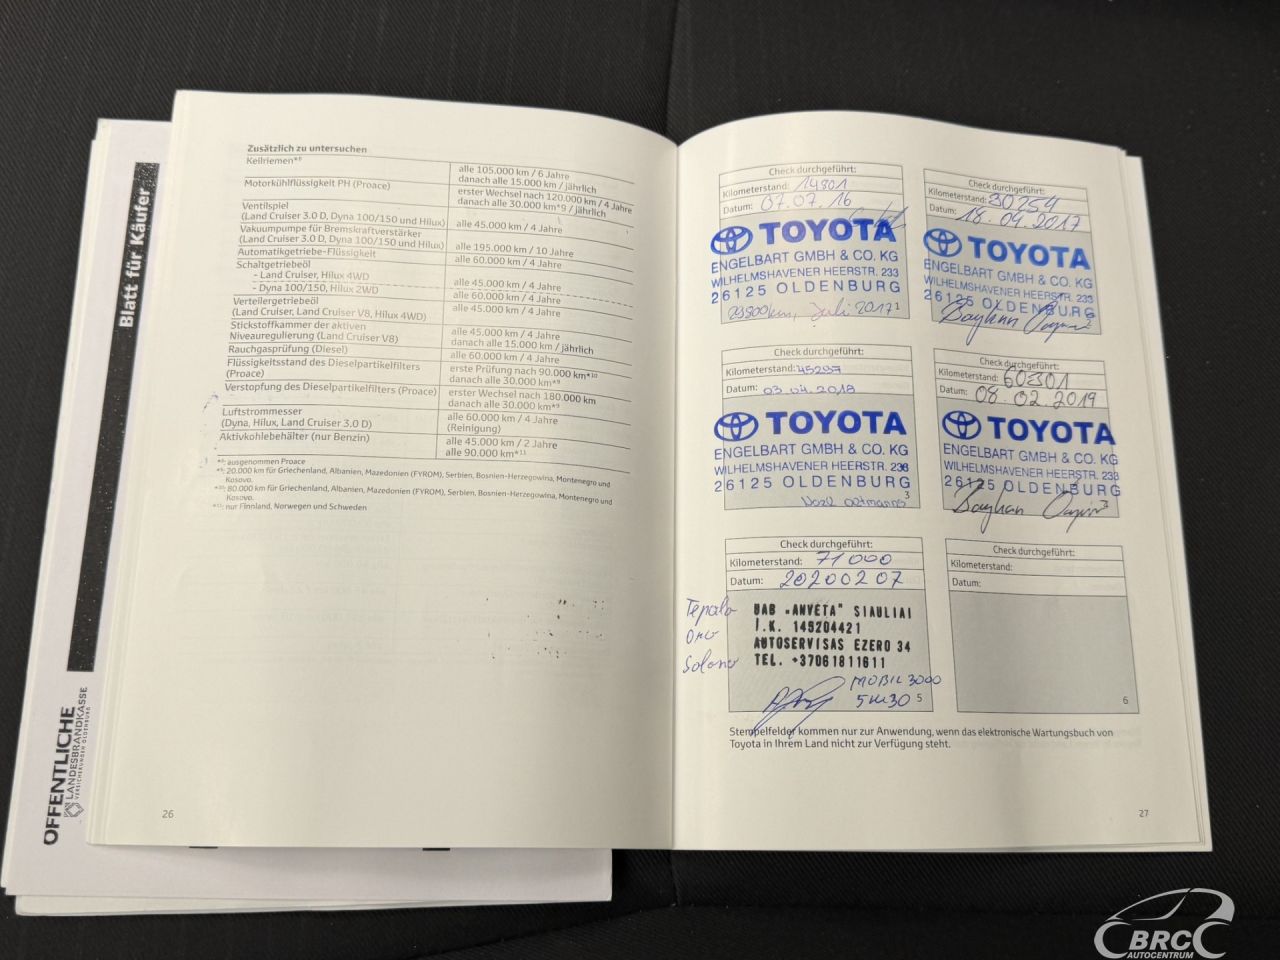 Blatt für Käufer
ÖFFENTLICHE
LANDESBRANDKASSE
VERSICHERUNGEN OLDENBURG
Zusätzlich zu untersuchen
Keilriemen*⁸ alle 105.000 km / 6 Jahre
danach alle 15.000 km / jährlich
Motorkühlflüssigkeit PH (Proace) erster Wechsel nach 120.000 km / 4 Jahre
danach alle 30.000 km*⁹ / jährlich
Ventilspiel
(Land Cruiser 3.0 D, Dyna 100/150 und Hilux) alle 45.000 km / 4 Jahre
Vakuumpumpe für Bremskraftverstärker
(Land Cruiser 3.0 D, Dyna 100/150 und Hilux) alle 195.000 km / 10 Jahre
Automatikgetriebe-Flüssigkeit alle 60.000 km / 4 Jahre
Schaltgetriebeöl
- Land Cruiser, Hilux 4WD alle 45.000 km / 4 Jahre
- Dyna 100/150, Hilux 2WD alle 60.000 km / 4 Jahre
Verteilergetriebeöl
(Land Cruiser, Land Cruiser V8, Hilux 4WD) alle 45.000 km / 4 Jahre
Stickstoffkammer der aktiven
Niveauregulierung (Land Cruiser V8) alle 45.000 km / 4 Jahre
danach alle 15.000 km / jährlich
Rauchgasprüfung (Diesel) alle 60.000 km / 4 Jahre
Flüssigkeitsstand des Dieselpartikelfilters
(Proace) erste Prüfung nach 90.000 km*¹⁰
danach alle 30.000 km*⁹
Verstopfung des Dieselpartikelfilters (Proace) erster Wechsel nach 180.000 km
danach alle 30.000 km*⁹
Luftstrommesser
(Dyna, Hilux, Land Cruiser 3.0 D) alle 60.000 km / 4 Jahre
(Reinigung)
Aktivkohlebehälter (nur Benzin) alle 45.000 km / 2 Jahre
alle 90.000 km*¹¹
*⁸: ausgenommen Proace
*⁹: 20.000 km für Griechenland, Albanien, Mazedonien (FYROM), Serbien, Bosnien-Herzegowina, Montenegro und
Kosovo.
*¹⁰: 80.000 km für Griechenland, Albanien, Mazedonien (FYROM), Serbien, Bosnien-Herzegowina, Montenegro und
Kosovo.
*¹¹: nur Finnland, Norwegen und Schweden
26
Check durchgeführt:
Kilometerstand: 14801
Datum: 07.07.16
TOYOTA
ENGELBART GMBH & CO. KG
WILHELMSHAVENER HEERSTR. 233
26125 OLDENBURG
29800km, Juli 2017 1
Check durchgeführt:
Kilometerstand: 30254
Datum: 18.04.2017
TOYOTA
ENGELBART GMBH & CO. KG
WILHELMSHAVENER HEERSTR. 233
26125 OLDENBURG
Check durchgeführt:
Kilometerstand: 45297
Datum: 03.04.2018
TOYOTA
ENGELBART GMBH & CO. KG
WILHELMSHAVENER HEERSTR. 233
26125 OLDENBURG
3
Check durchgeführt:
Kilometerstand: 60301
Datum: 08.02.2019
TOYOTA
ENGELBART GMBH & CO. KG
WILHELMSHAVENER HEERSTR. 233
26125 OLDENBURG
Check durchgeführt:
Kilometerstand: 71000
Datum: 20200207
Tepalo
Oro
Salono
UAB "ANVETA" SIAULIAI
I.K. 145204421
AUTOSERVISAS EZERO 34
TEL. +37061811611
MOBIL 3000
5W30 5
Check durchgeführt:
Kilometerstand:
Datum:
6
Stempelfelder kommen nur zur Anwendung, wenn das elektronische Wartungsbuch von
Toyota in Ihrem Land nicht zur Verfügung steht.
27
BRC
AUTOCENTRUM